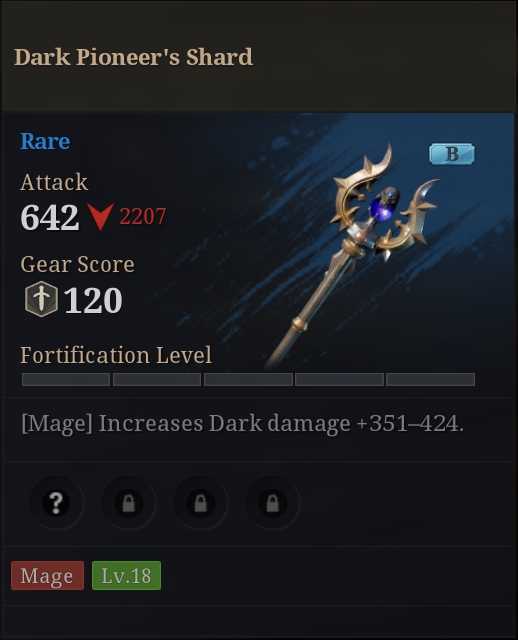 Dark Pioneer's Shard
Rare
B
Attack
642 2207
Gear Score
120
Fortification Level
[Mage] Increases Dark damage +351–424.
?
Mage Lv.18